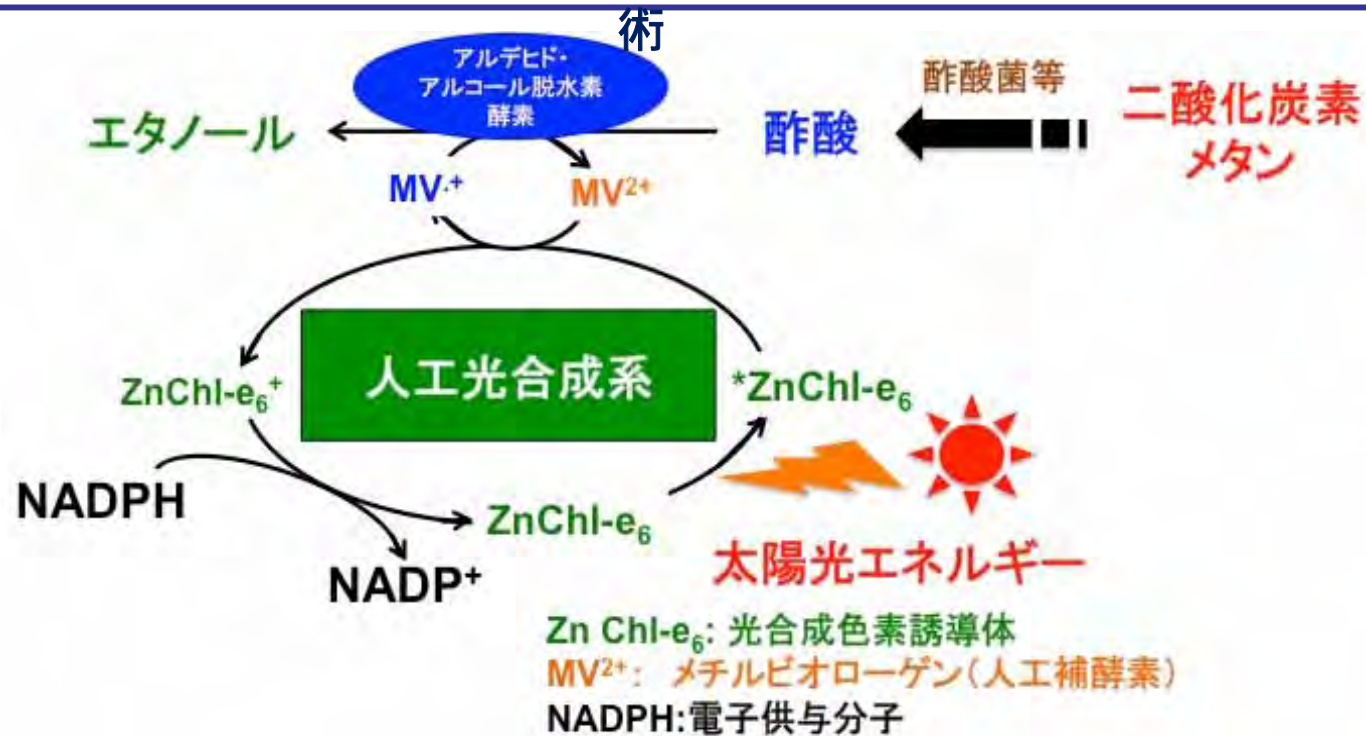 術
アルデヒド・
アルコール脱水素
酵素
酢酸菌等
二酸化炭素
メタン
エタノール
酢酸
MV·+
MV²⁺
人工光合成系
ZnChl-e₆⁺
*ZnChl-e₆
NADPH
ZnChl-e₆
NADP⁺
太陽光エネルギー
Zn Chl-e₆: 光合成色素誘導体
MV²⁺: メチルビオローゲン(人工補酵素)
NADPH:電子供与分子